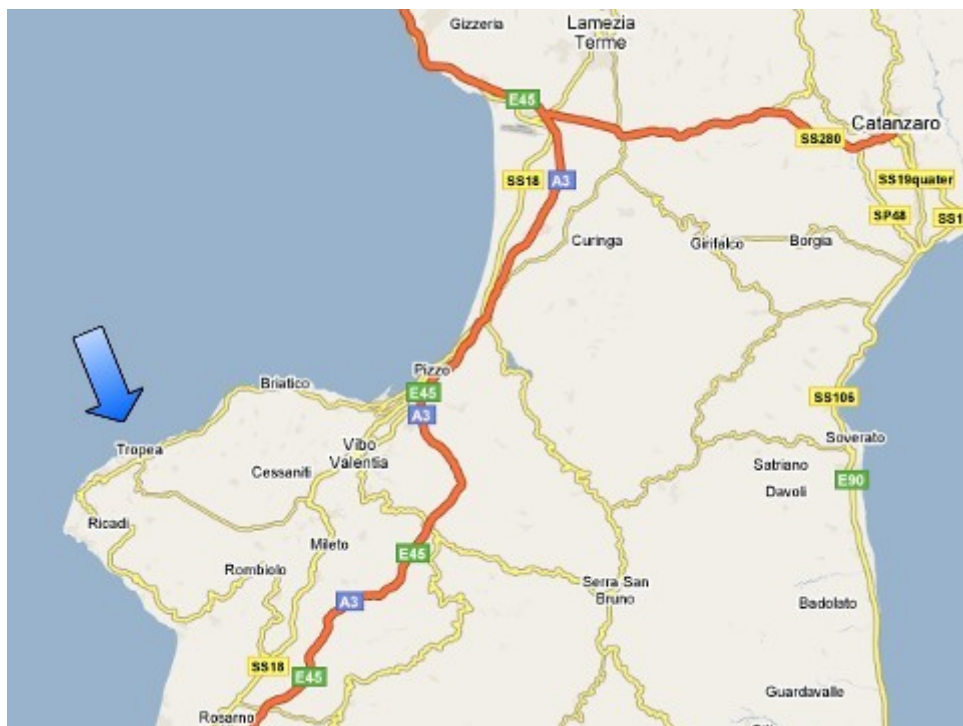 Gizzeria
Lamezia
Terme
E45
Catanzaro
SS280
SS18
A3
SS19quater
SP48
SS1
Curinga
Girifalco
Borgia
Pizzo
Briatico
E45
A3
SS106
Tropea
Vibo
Valentia
Soverato
Cessaniti
Satriano
E90
Davoli
Ricadi
Mileto
E45
Rombiolo
Serra San
Bruno
A3
Badolato
SS18
E45
Guardavalle
Rosarno